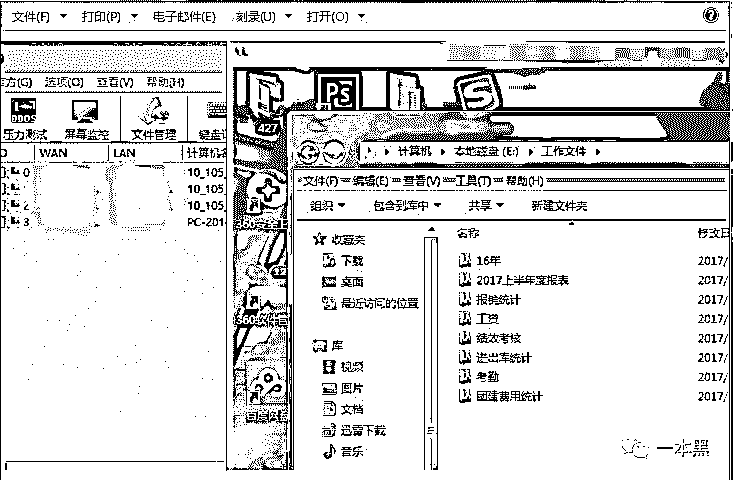 文件(F) 打印(P) 电子邮件(E) 刻录(U) 打开(O)
选项(O) 查看(V) 帮助(H)
DDOS
压力测试 屏幕监控 文件管理
WAN LAN 计算机名
0 10_105
10_105
2 10_105
3 PC-201
427
PS
计算机 本地磁盘 (E:) 工作文件
文件(F) 编辑(E) 查看(V) 工具(T) 帮助(H)
组织 包含到库中 共享 新建文件夹
收藏夹
下载
桌面
最近访问的位置
库
视频
图片
文档
迅雷下载
音乐
名称 修改日
16年 2017/
2017上半年度报表 2017/
报销统计 2017/
工资 2017/
绩效考核 2017/
进出库统计 2017/
考勤 2017/
团建费用统计 2017/
一本黑